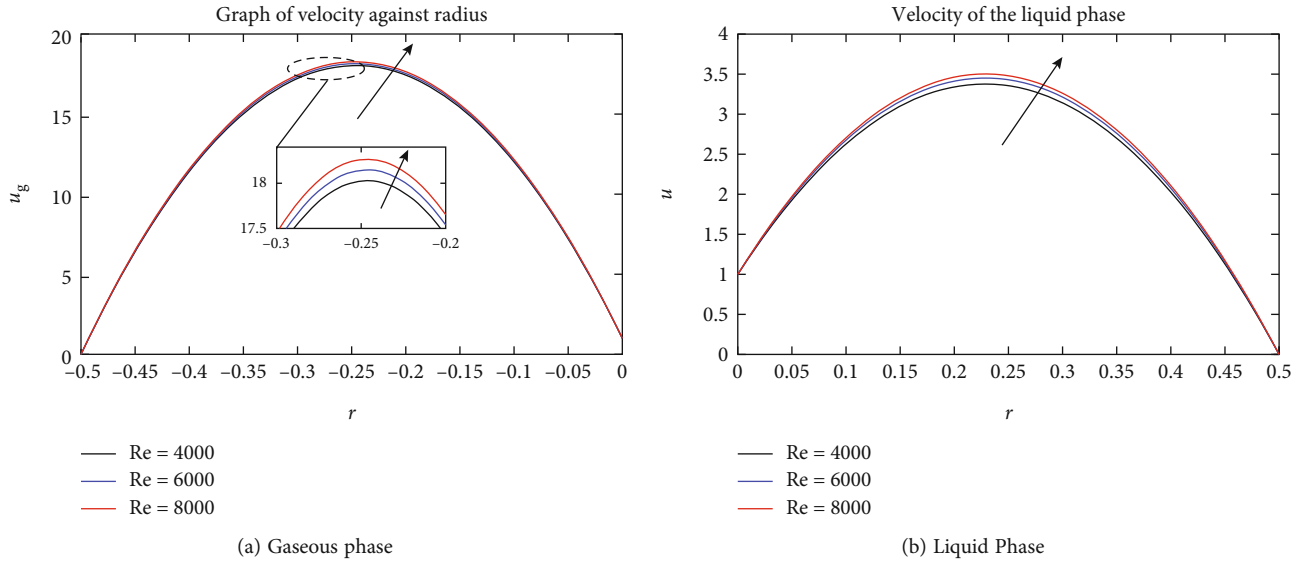 Graph of velocity against radius
20
15
10
5
0
u_g
18
17.5
–0.3
–0.25
–0.2
–0.5
–0.45
–0.4
–0.35
–0.3
–0.25
–0.2
–0.15
–0.1
–0.05
0
r
Re = 4000
Re = 6000
Re = 8000
(a) Gaseous phase
Velocity of the liquid phase
4
3.5
3
2.5
2
1.5
1
0.5
0
u
0
0.05
0.1
0.15
0.2
0.25
0.3
0.35
0.4
0.45
0.5
r
Re = 4000
Re = 6000
Re = 8000
(b) Liquid Phase